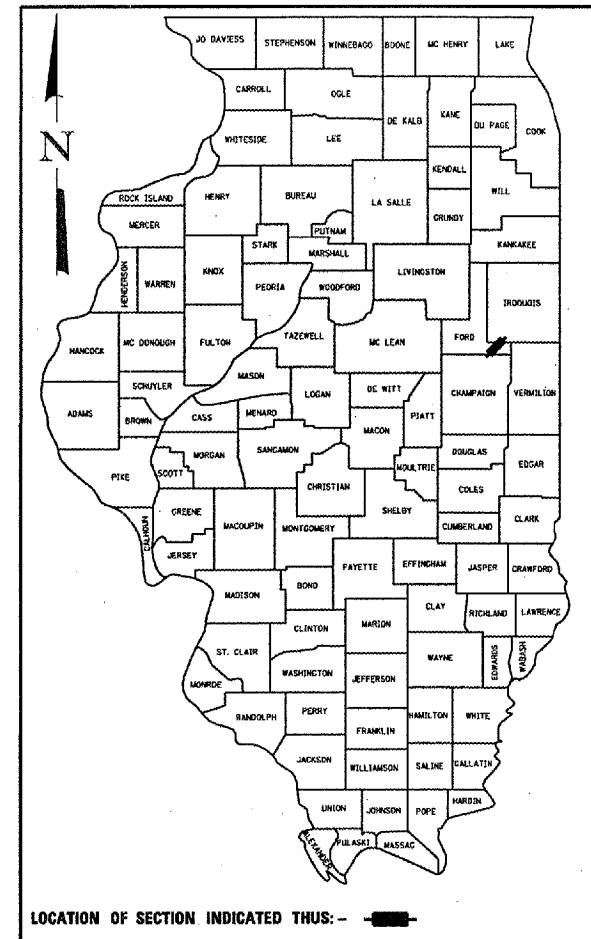 JO DAVIESS
STEPHENSON
WINNEBAGO
BOONE
MC HENRY
LAKE
CARROLL
OGLE
KANE
DE KALB
DU PAGE
COOK
WHITESIDE
LEE
KENDALL
WILL
ROCK ISLAND
HENRY
BUREAU
LA SALLE
GRUNDY
MERCER
PUTNAM
KANKAKEE
STARK
MARSHALL
N
HENDERSON
WARREN
KNOX
PEORIA
WOODFORD
LIVINGSTON
IROQUOIS
FORD
HANCOCK
MC DONOUGH
FULTON
TAZEWELL
MC LEAN
MASON
SCHUYLER
LOGAN
DE WITT
CHAMPAIGN
VERMILION
ADAMS
BROWN
CASS
MENARD
PIATT
MACON
MORGAN
SANGAMON
DOUGLAS
EDGAR
PIKE
SCOTT
CHRISTIAN
MOULTRIE
COLES
GREENE
MACOUPIN
MONTGOMERY
SHELBY
CUMBERLAND
CLARK
CALHOUN
JERSEY
FAYETTE
EFFINGHAM
JASPER
CRAWFORD
BOND
MADISON
CLAY
RICHLAND
LAWRENCE
MARION
CLINTON
ST. CLAIR
WAYNE
EDWARDS
WABASH
WASHINGTON
JEFFERSON
MONROE
PERRY
RANDOLPH
HAMILTON
WHITE
FRANKLIN
JACKSON
WILLIAMSON
SALINE
GALLATIN
UNION
JOHNSON
POPE
HARDIN
ALEXANDER
PULASKI
MASSAC
LOCATION OF SECTION INDICATED THUS: -